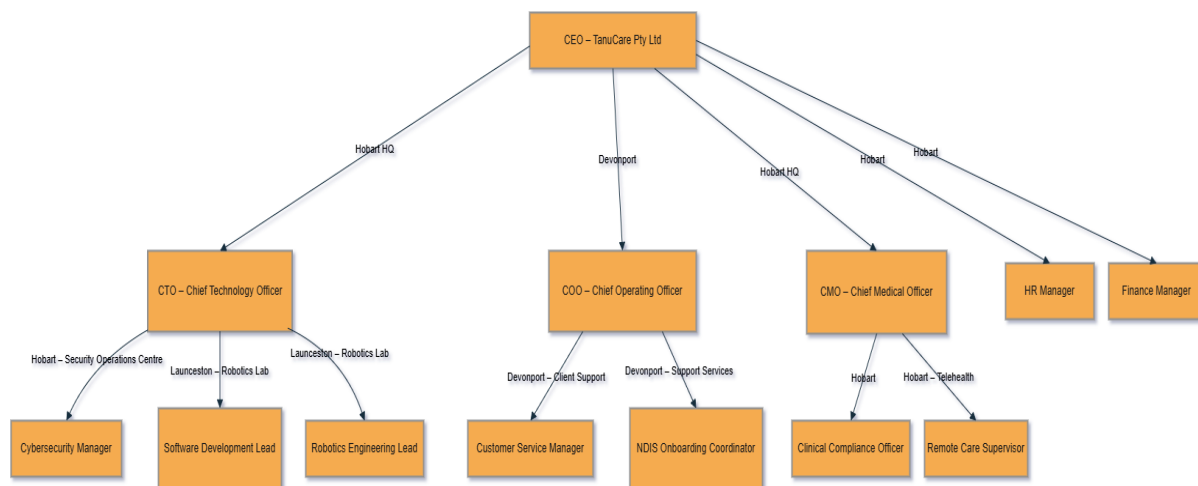 CEO – TanuCare Pty Ltd
Hobart HQ
Devonport
Hobart HQ
Hobart
Hobart
CTO – Chief Technology Officer
COO – Chief Operating Officer
CMO – Chief Medical Officer
HR Manager
Finance Manager
Hobart – Security Operations Centre
Launceston – Robotics Lab
Launceston – Robotics Lab
Devonport – Client Support
Devonport – Support Services
Hobart
Hobart – Telehealth
Cybersecurity Manager
Software Development Lead
Robotics Engineering Lead
Customer Service Manager
NDIS Onboarding Coordinator
Clinical Compliance Officer
Remote Care Supervisor